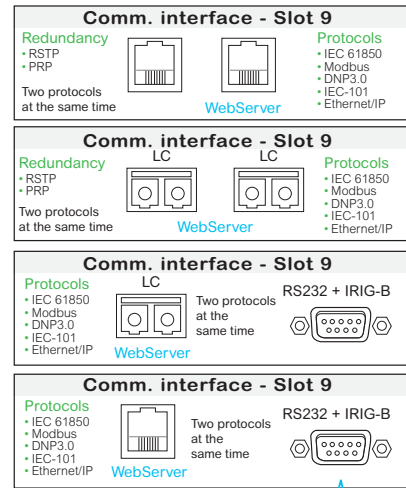 Comm. interface - Slot 9
Redundancy
• RSTP
• PRP
Two protocols
at the same time
WebServer
Protocols
• IEC 61850
• Modbus
• DNP3.0
• IEC-101
• Ethernet/IP
Comm. interface - Slot 9
Redundancy
• RSTP
• PRP
Two protocols
at the same time
LC
LC
WebServer
Protocols
• IEC 61850
• Modbus
• DNP3.0
• IEC-101
• Ethernet/IP
Comm. interface - Slot 9
Protocols
• IEC 61850
• Modbus
• DNP3.0
• IEC-101
• Ethernet/IP
LC
WebServer
Two protocols
at the
same time
RS232 + IRIG-B
Comm. interface - Slot 9
Protocols
• IEC 61850
• Modbus
• DNP3.0
• IEC-101
• Ethernet/IP
WebServer
Two protocols
at the
same time
RS232 + IRIG-B